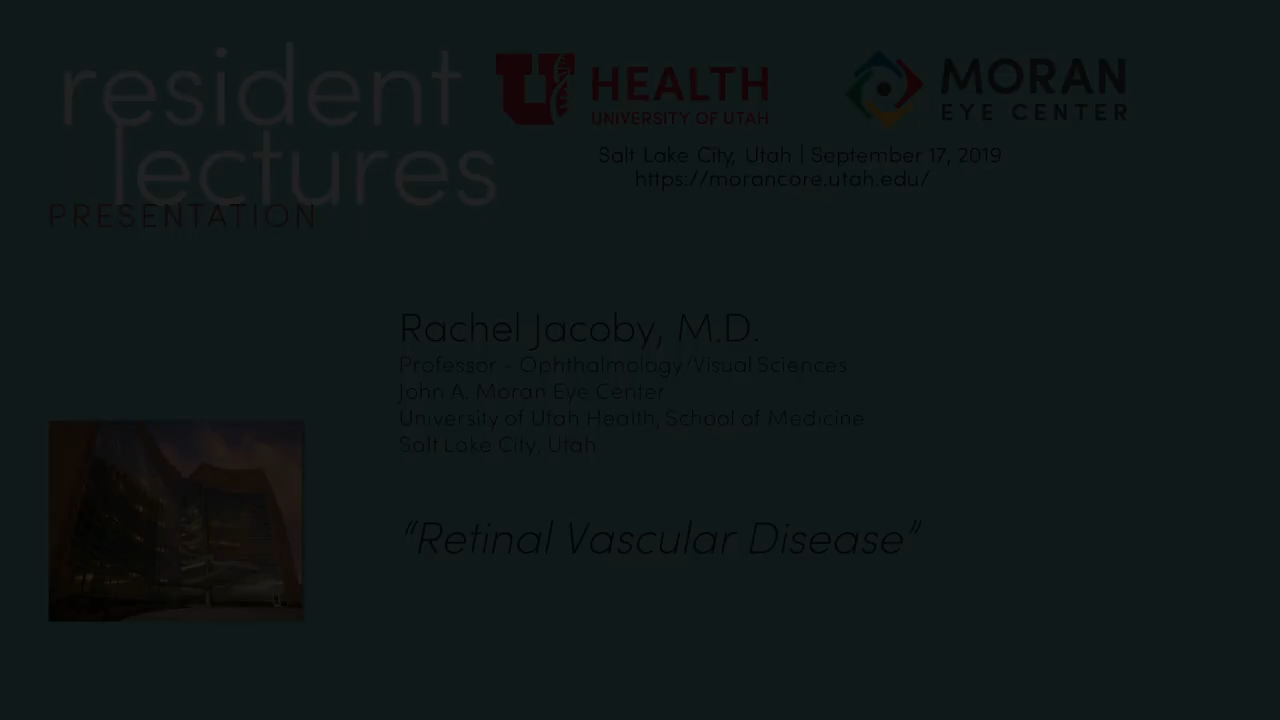 resident
lectures
PRESENTATION
U HEALTH
UNIVERSITY OF UTAH
MORAN
EYE CENTER
Salt Lake City, Utah | September 17, 2019
https://morancore.utah.edu/
Rachel Jacoby, M.D.
Professor - Ophthalmology/Visual Sciences
John A. Moran Eye Center
University of Utah Health, School of Medicine
Salt Lake City, Utah
“Retinal Vascular Disease”